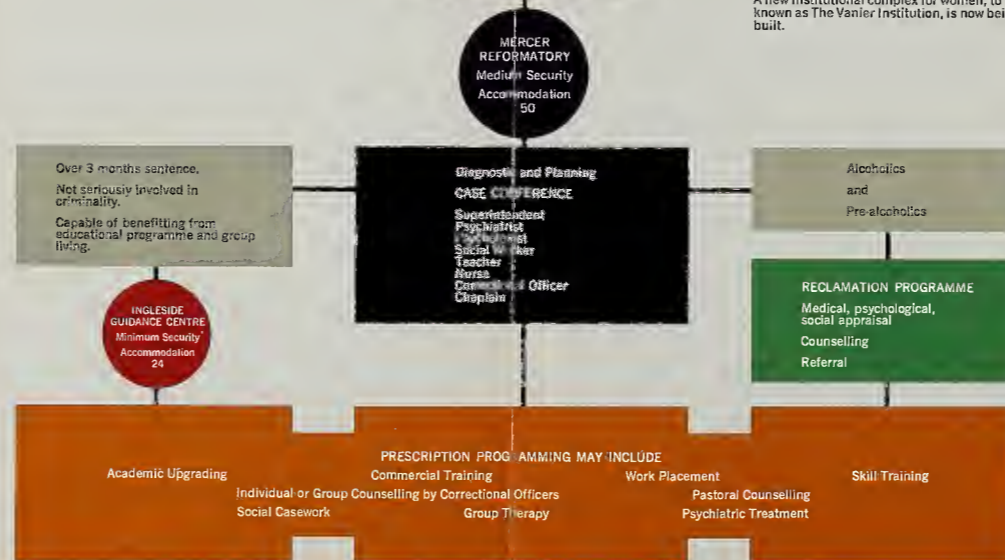 A new institutional complex for women, to
known as The Vanier Institution, is now bei
built.
MERCER
REFORMATORY
Medium Security
Accommodation
50
Over 3 months sentence.
Not seriously involved in
criminality.
Capable of benefitting from
educational programme and group
living.
Diagnostic and Planning
CASE CONFERENCE
Superintendent
Psychiatrist
Psychologist
Social Worker
Teacher
Nurse
Correctional Officer
Chaplain
Alcoholics
and
Pre-alcoholics
INGLESIDE
GUIDANCE CENTRE
Minimum Security
Accommodation
24
RECLAMATION PROGRAMME
Medical, psychological,
social appraisal
Counselling
Referral
PRESCRIPTION PROGRAMMING MAY INCLUDE
Academic Upgrading Commercial Training Work Placement Skill Training
Individual or Group Counselling by Correctional Officers Pastoral Counselling
Social Casework Group Therapy Psychiatric Treatment